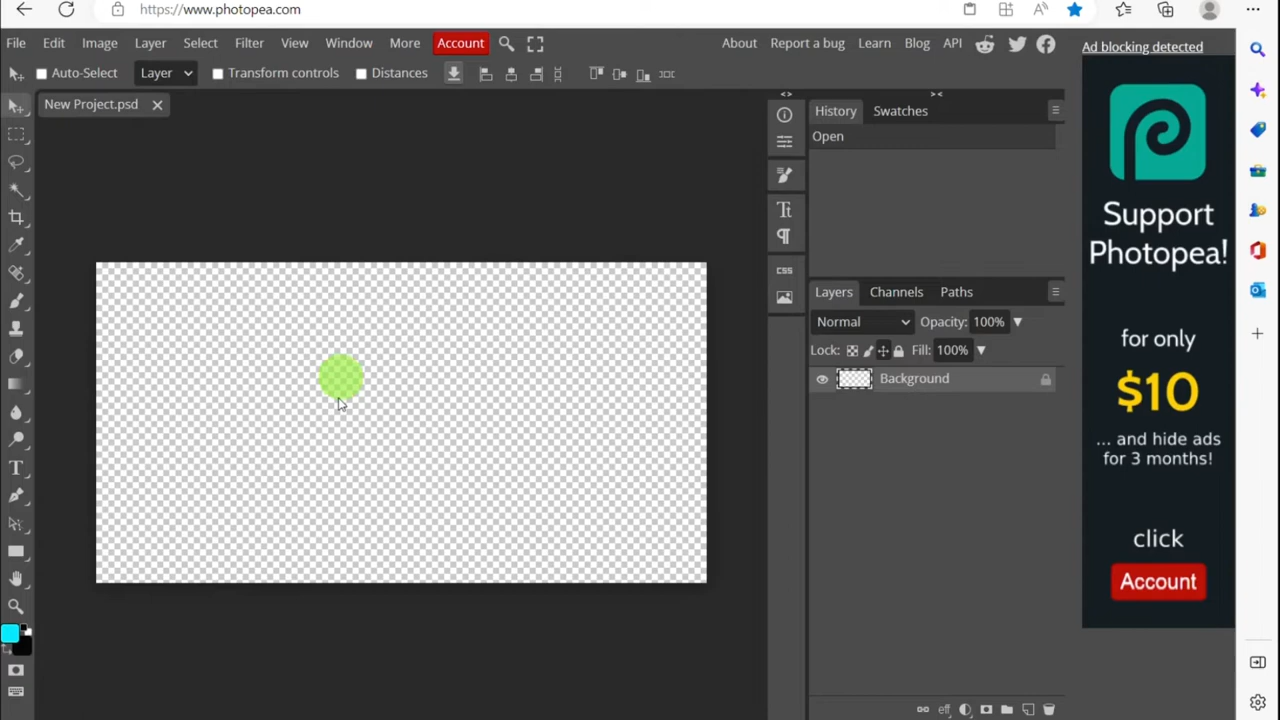 https://www.photopea.com
File Edit Image Layer Select Filter View Window More Account About Report a bug Learn Blog API
Ad blocking detected
Auto-Select Layer Transform controls Distances
New Project.psd
History Swatches
Open
Tt
¶
CSS
Layers Channels Paths
Normal Opacity: 100%
Lock: Fill: 100%
Background
T
eff
Support
Photopea!
for only
$10
... and hide ads
for 3 months!
click
Account